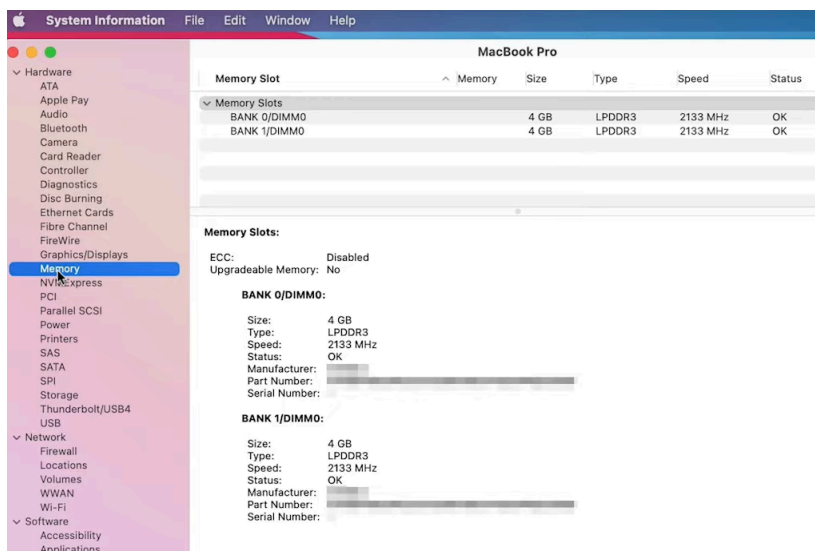 System Information File Edit Window Help
MacBook Pro
Hardware
ATA
Apple Pay
Audio
Bluetooth
Camera
Card Reader
Controller
Diagnostics
Disc Burning
Ethernet Cards
Fibre Channel
FireWire
Graphics/Displays
Memory
NVMExpress
PCI
Parallel SCSI
Power
Printers
SAS
SATA
SPI
Storage
Thunderbolt/USB4
USB
Network
Firewall
Locations
Volumes
WWAN
Wi-Fi
Software
Accessibility
Applications
Memory Slot Memory Size Type Speed Status
Memory Slots
BANK 0/DIMM0 4 GB LPDDR3 2133 MHz OK
BANK 1/DIMM0 4 GB LPDDR3 2133 MHz OK
Memory Slots:
ECC: Disabled
Upgradeable Memory: No
BANK 0/DIMM0:
Size: 4 GB
Type: LPDDR3
Speed: 2133 MHz
Status: OK
Manufacturer:
Part Number:
Serial Number:
BANK 1/DIMM0:
Size: 4 GB
Type: LPDDR3
Speed: 2133 MHz
Status: OK
Manufacturer:
Part Number:
Serial Number: